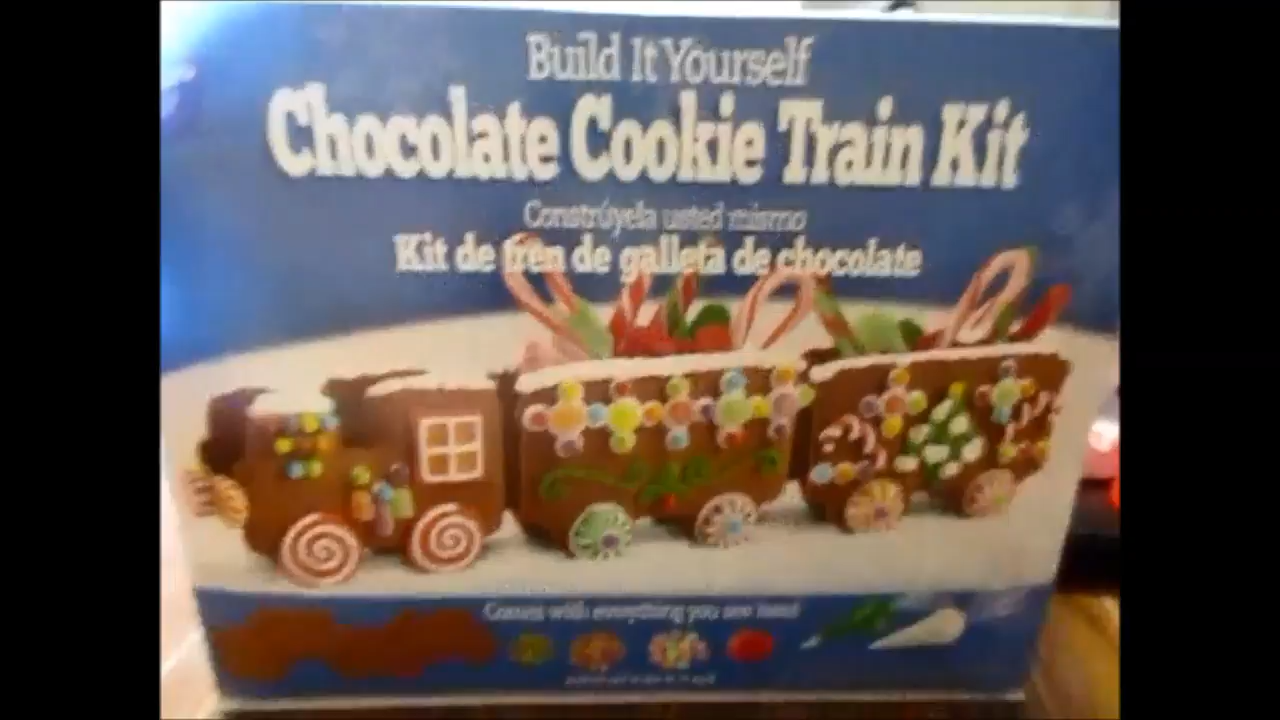 Build It Yourself
Chocolate Cookie Train Kit
Constrúyela usted mismo
Kit de tren de galleta de chocolate
Comes with everything you see here!